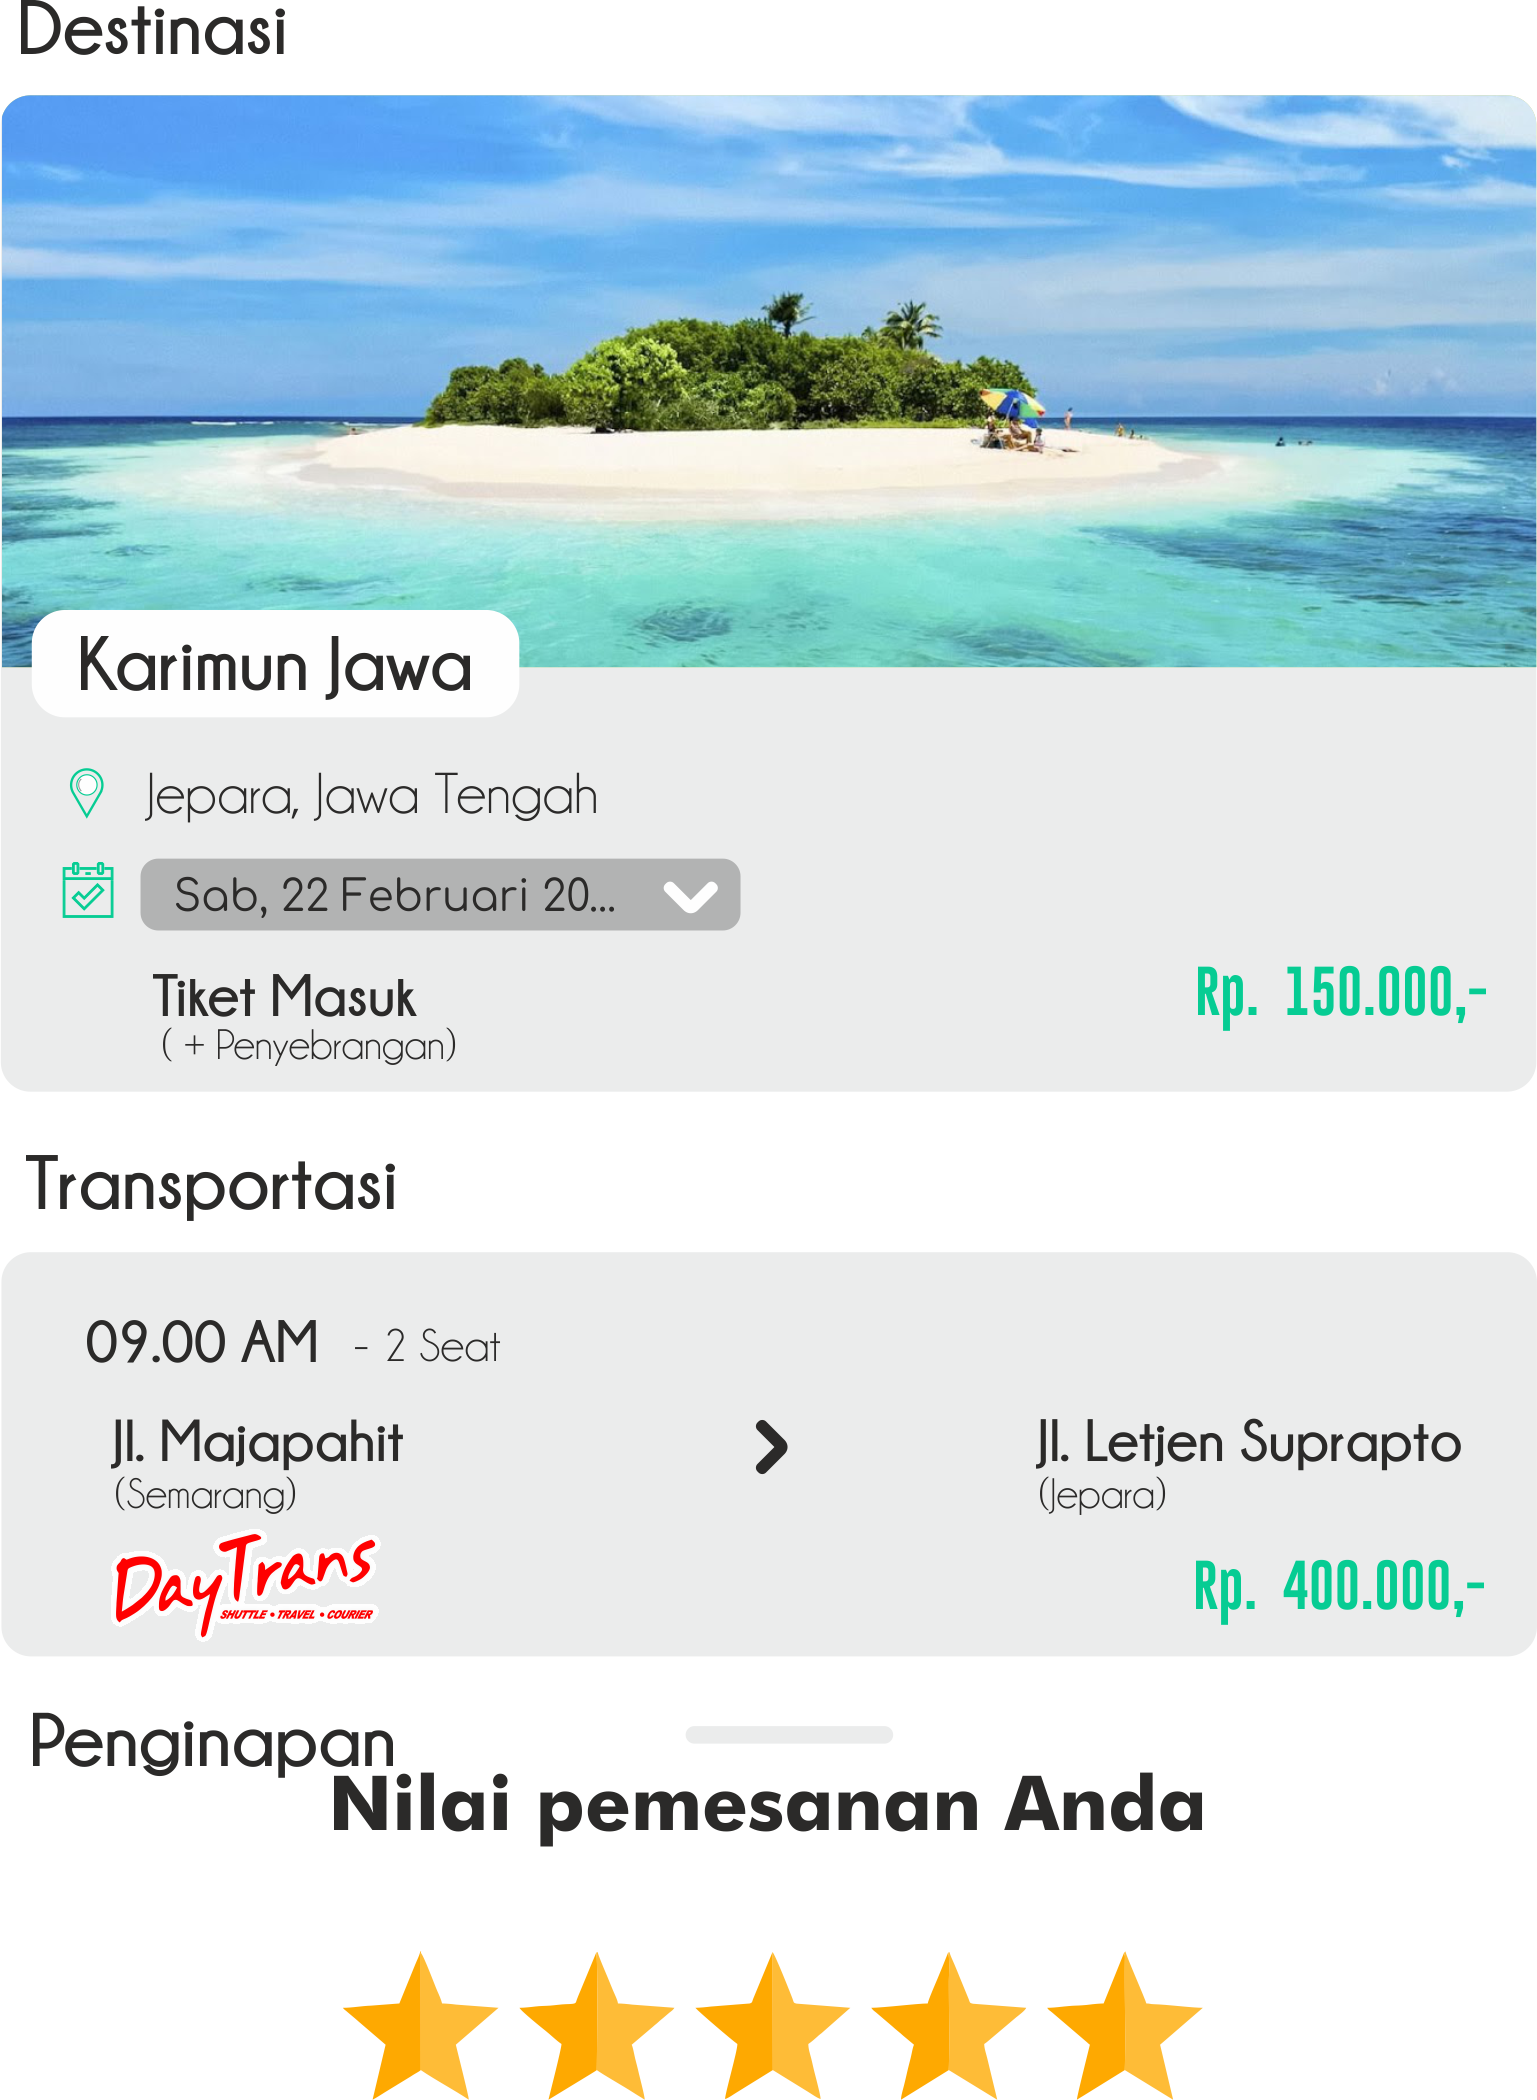 Destinasi
Karimun Jawa
Jepara, Jawa Tengah
Sab, 22 Februari 20...
Tiket Masuk
( + Penyebrangan)
Rp. 150.000,-
Transportasi
09.00 AM - 2 Seat
Jl. Majapahit
(Semarang)
Jl. Letjen Suprapto
(Jepara)
DayTrans
SHUTTLE • TRAVEL • COURIER
Rp. 400.000,-
Penginapan
Nilai pemesanan Anda